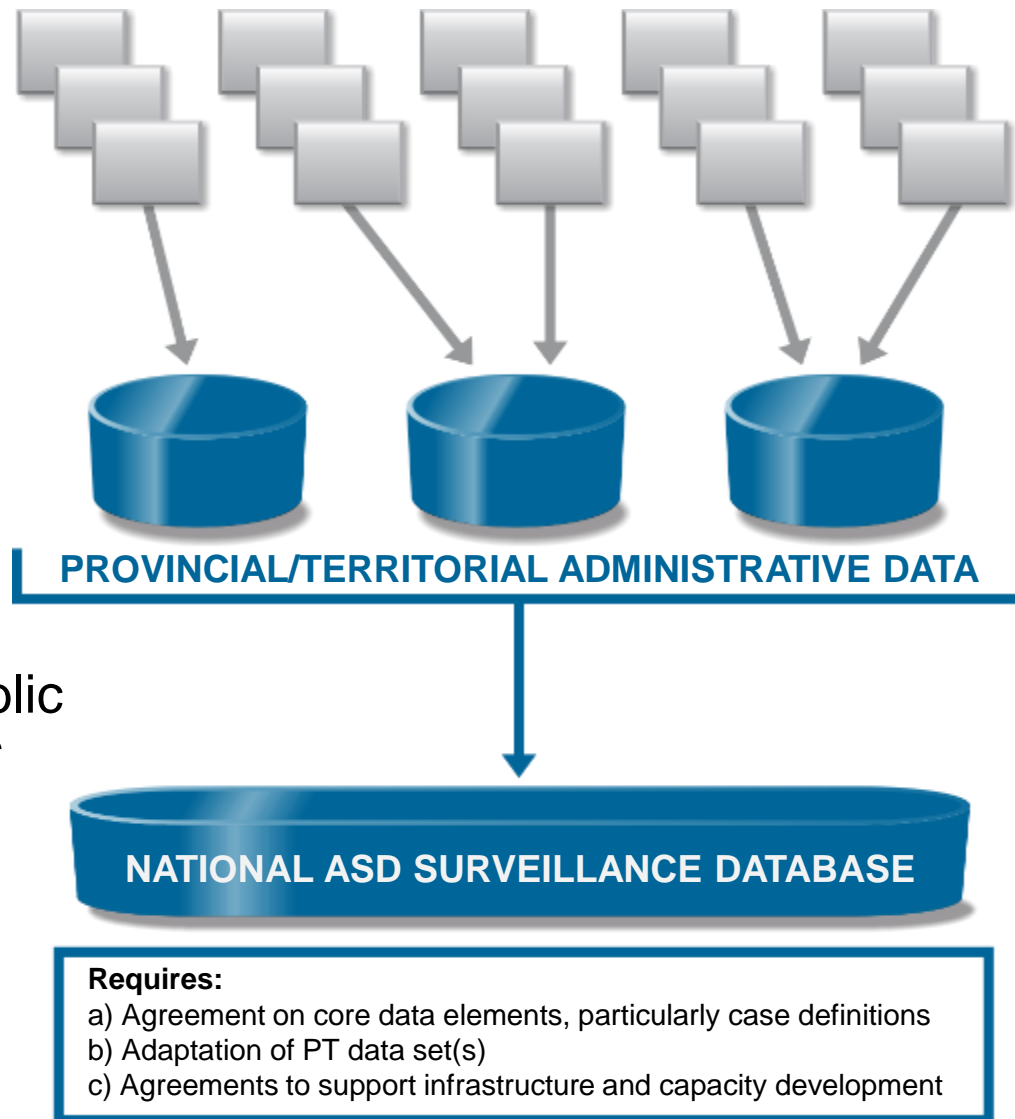 PROVINCIAL/TERRITORIAL ADMINISTRATIVE DATA
NATIONAL ASD SURVEILLANCE DATABASE
Requires:
a) Agreement on core data elements, particularly case definitions
b) Adaptation of PT data set(s)
c) Agreements to support infrastructure and capacity development